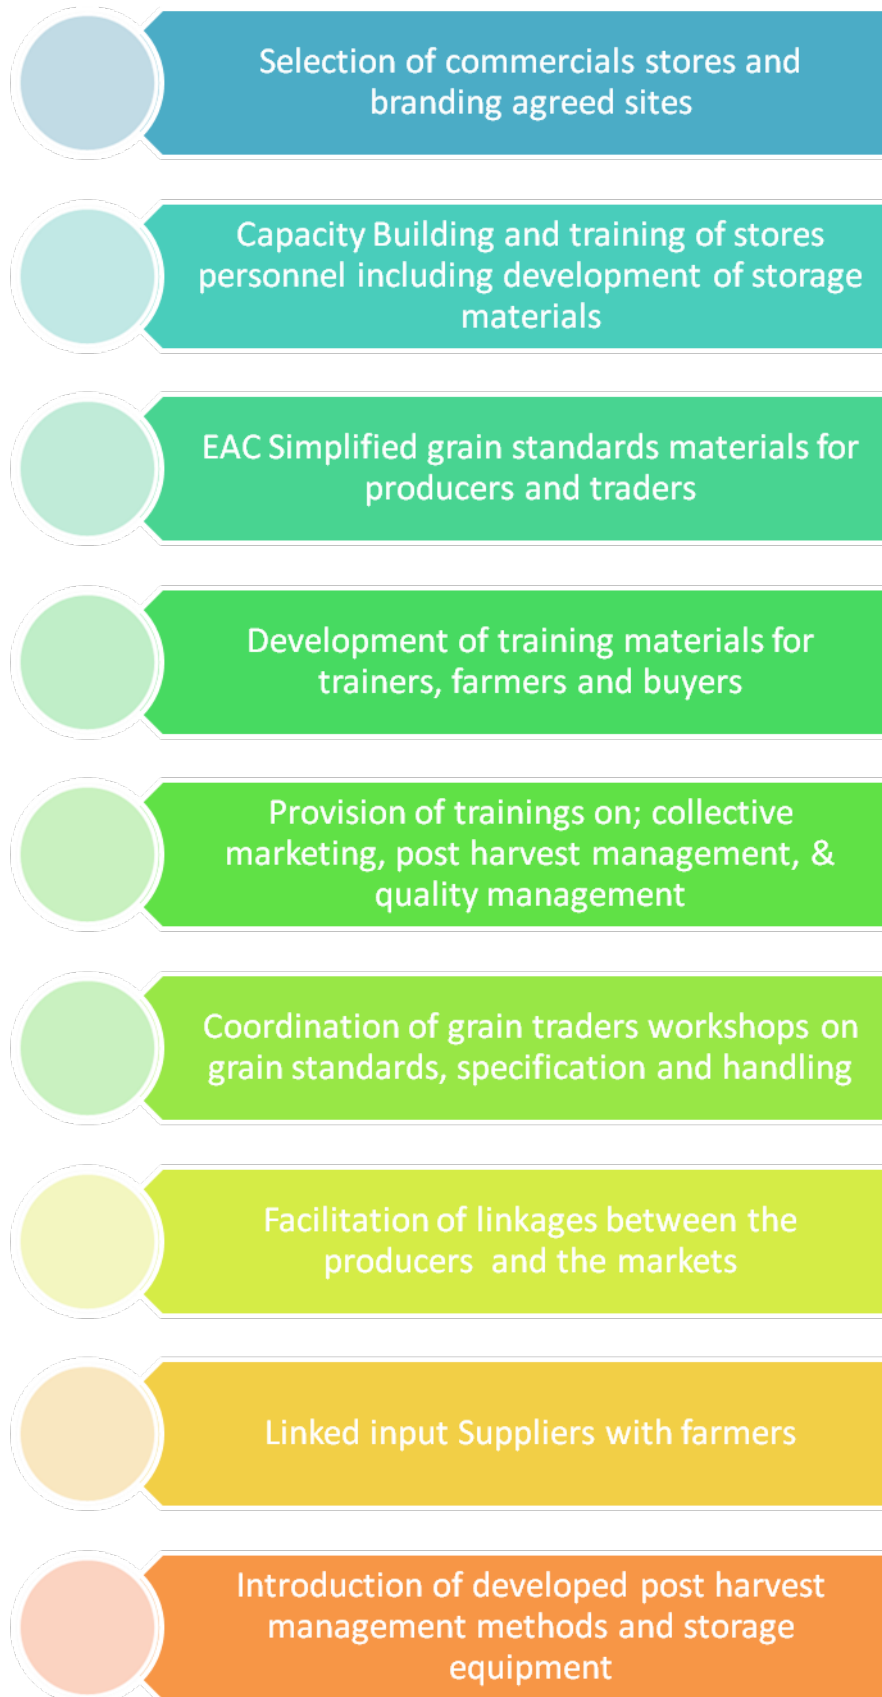 Selection of commercials stores and
branding agreed sites
Capacity Building and training of stores
personnel including development of storage
materials
EAC Simplified grain standards materials for
producers and traders
Development of training materials for
trainers, farmers and buyers
Provision of trainings on; collective
marketing, post harvest management, &
quality management
Coordination of grain traders workshops on
grain standards, specification and handling
Facilitation of linkages between the
producers and the markets
Linked input Suppliers with farmers
Introduction of developed post harvest
management methods and storage
equipment